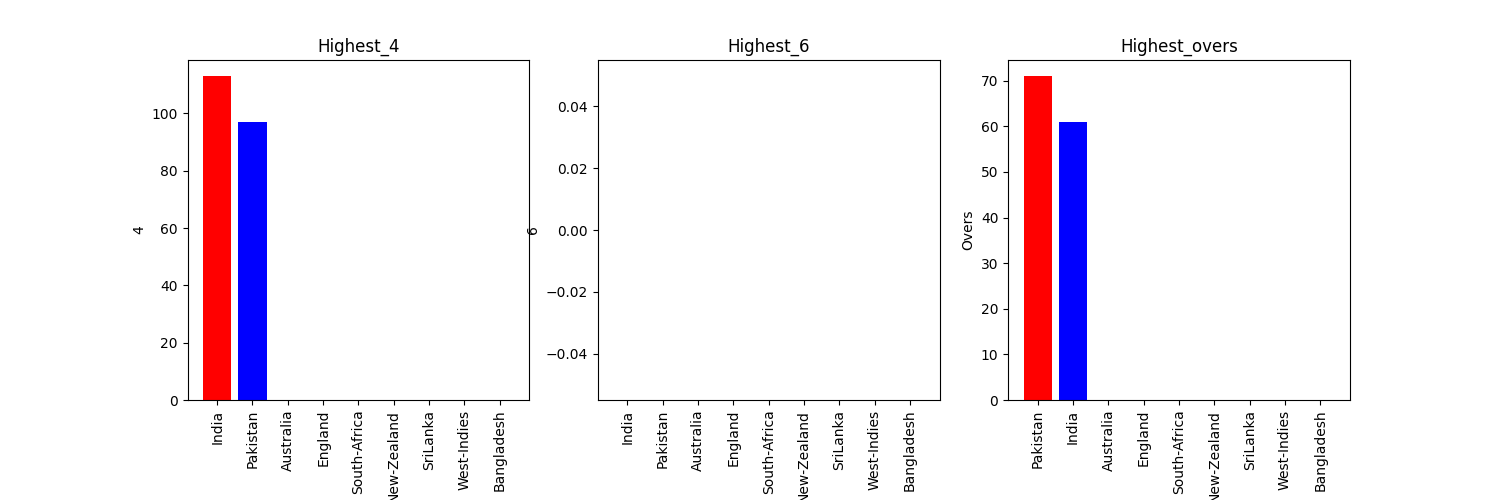 Highest_4
4
100
80
60
40
20
0
India
Pakistan
Australia
England
South-Africa
New-Zealand
SriLanka
West-Indies
Bangladesh
Highest_6
6
0.04
0.02
0.00
−0.02
−0.04
India
Pakistan
Australia
England
South-Africa
New-Zealand
SriLanka
West-Indies
Bangladesh
Highest_overs
Overs
70
60
50
40
30
20
10
0
Pakistan
India
Australia
England
South-Africa
New-Zealand
SriLanka
West-Indies
Bangladesh